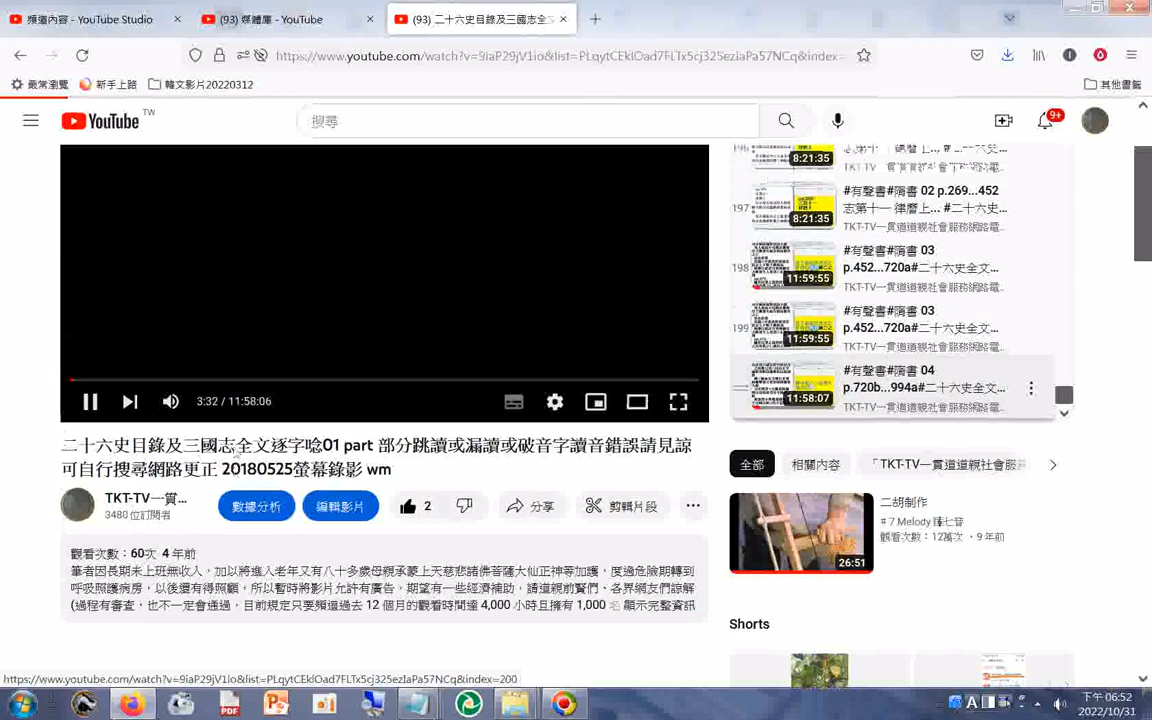 頻道內容 - YouTube Studio
(93) 媒體庫 - YouTube
(93) 二十六史目錄及三國志全文
https://www.youtube.com/watch?v=9iaP29jV1io&list=PLqytCEklOad7FLTx5cj325eziaPa57NCq&index=
最常瀏覽
新手上路
韓文影片20220312
其他書籤
YouTube TW
搜尋
9+
196
志第十一 律曆上... #二十六史...
8:21:35
197
#有聲書#隋書 02 p.269...452
志第十一 律曆上... #二十六史...
TKT-TV一貫道道親社會服務網路電...
8:21:35
198
#有聲書#隋書 03
p.452...720a#二十六史全文...
TKT-TV一貫道道親社會服務網路電...
11:59:55
199
#有聲書#隋書 03
p.452...720a#二十六史全文...
TKT-TV一貫道道親社會服務網路電...
11:59:55
#有聲書#隋書 04
p.720b...994a#二十六史全文...
TKT-TV一貫道道親社會服務網路電...
11:58:07
3:32 / 11:58:06
二十六史目錄及三國志全文逐字唸01 part 部分跳讀或漏讀或破音字讀音錯誤請見諒
可自行搜尋網路更正 20180525螢幕錄影 wm
TKT-TV一貫...
3480 位訂閱者
數據分析
編輯影片
2
分享
剪輯片段
觀看次數：60次 4 年前
筆者因長期未上班無收入，加以將進入老年又有八十多歲母親承蒙上天慈悲諸佛菩薩大仙正神等加護，度過危險期轉到
呼吸照護病房，以後還有得照顧，所以暫時將影片允許有廣告，期望有一些經濟補助，請道親前賢們、各界網友們諒解
(過程有審查，也不一定會通過，目前規定只要頻道過去 12 個月的觀看時間達 4,000 小時且擁有 1,000 名 顯示完整資訊
全部
相關內容
「TKT-TV一貫道道親社會服務
二胡制作
# 7 Melody 臻七音
觀看次數：12萬次 · 9 年前
26:51
Shorts
https://www.youtube.com/watch?v=9iaP29jV1io&list=PLqytCEklOad7FLTx5cj325eziaPa57NCq&index=200
下午 06:52
2022/10/31